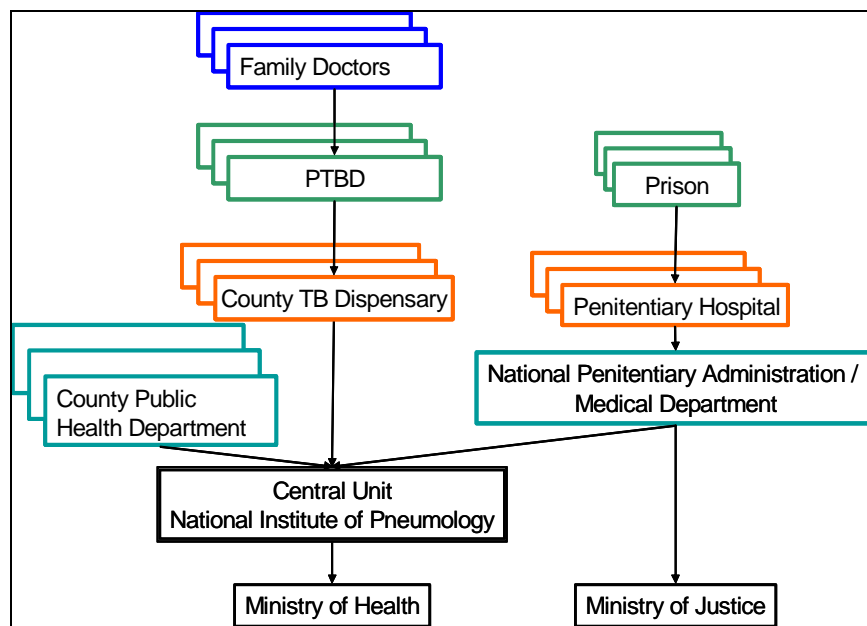 Family Doctors
PTBD
Prison
County TB Dispensary
Penitentiary Hospital
County Public
Health Department
National Penitentiary Administration /
Medical Department
Central Unit
National Institute of Pneumology
Ministry of Health
Ministry of Justice